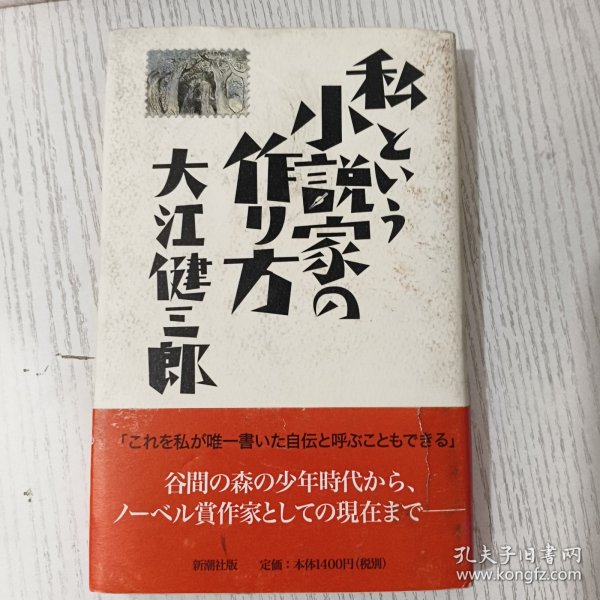 私という
小説家の
作り方
大江健三郎
「これを私が唯一書いた自伝と呼ぶこともできる」
谷間の森の少年時代から、
ノーベル賞作家としての現在まで――
新潮社版　定価：本体1400円(税別)
孔夫子旧书网
www.kongfz.com